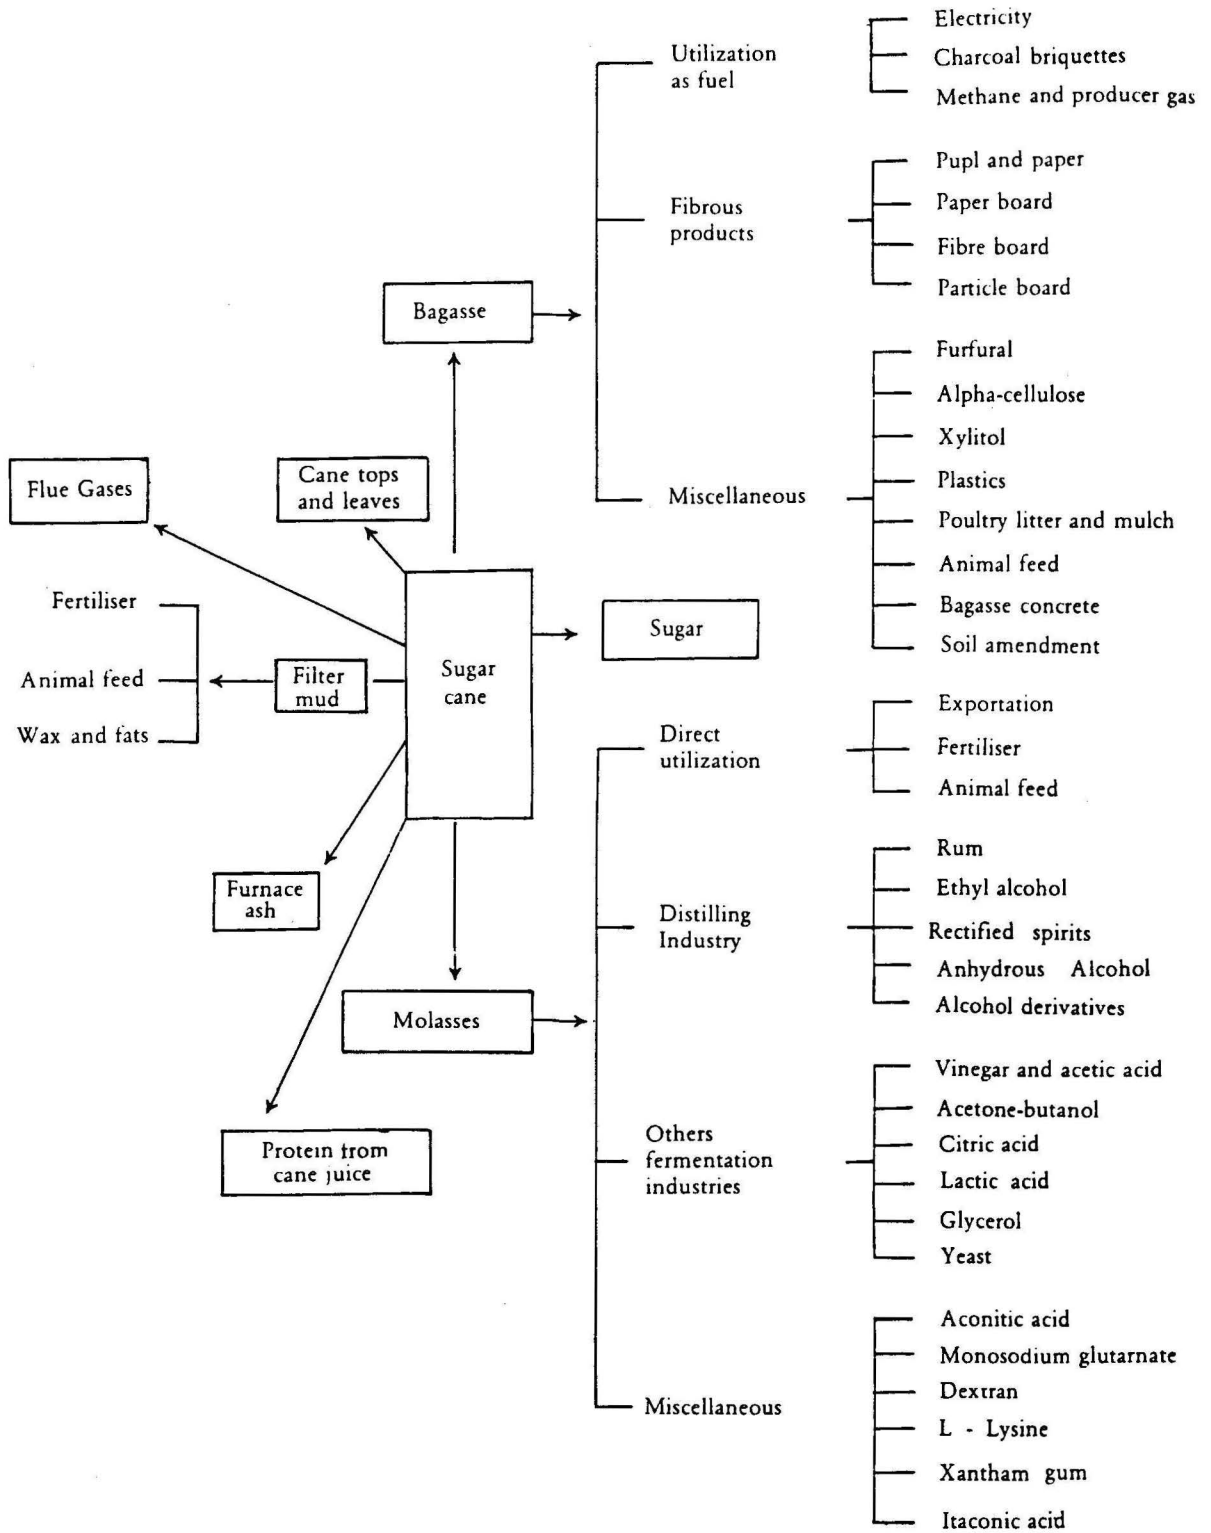 Electricity
Utilization
as fuel
Charcoal briquettes
Methane and producer gas
Pupl and paper
Fibrous
products
Paper board
Fibre board
Particle board
Bagasse
Furfural
Alpha-cellulose
Xylitol
Miscellaneous
Plastics
Poultry litter and mulch
Animal feed
Bagasse concrete
Soil amendment
Flue Gases
Cane tops
and leaves
Fertiliser
Animal feed
Wax and fats
Filter
mud
Sugar
cane
Sugar
Direct
utilization
Exportation
Fertiliser
Animal feed
Furnace
ash
Distilling
Industry
Rum
Ethyl alcohol
Rectified spirits
Anhydrous Alcohol
Alcohol derivatives
Molasses
Protein from
cane juice
Others
fermentation
industries
Vinegar and acetic acid
Acetone-butanol
Citric acid
Lactic acid
Glycerol
Yeast
Miscellaneous
Aconitic acid
Monosodium glutarnate
Dextran
L - Lysine
Xantham gum
Itaconic acid